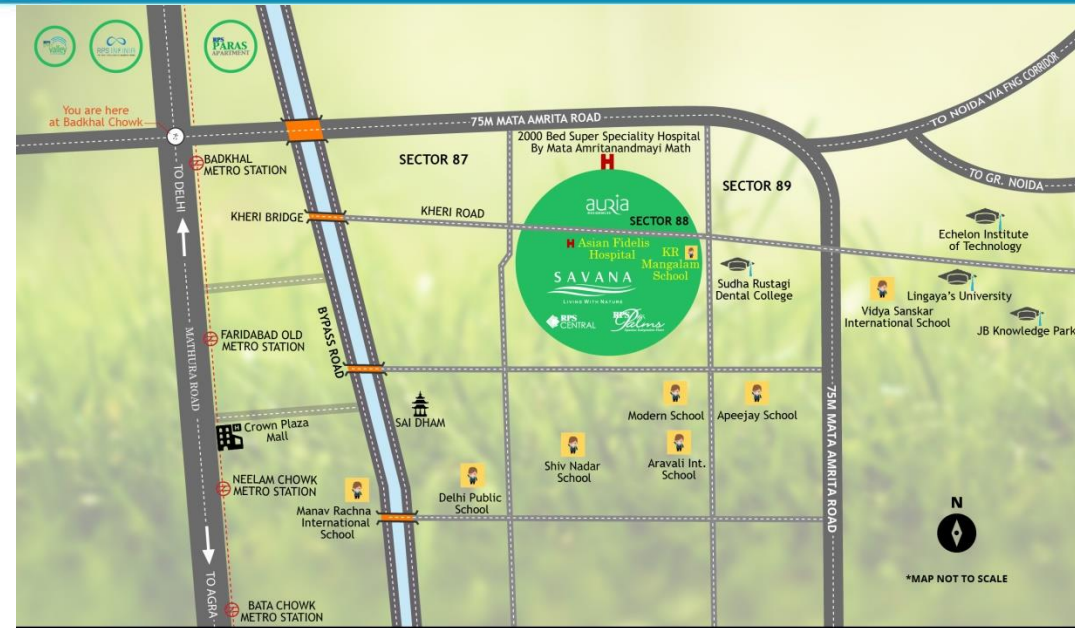 Valley
RPS INFINIA
RPS
PARAS
APARTMENT
You are here
at Badkhal Chowk
75M MATA AMRITA ROAD
TO NOIDA VIA FNG CORRIDOR
TO GR. NOIDA
BADKHAL
METRO STATION
TO DELHI
SECTOR 87
2000 Bed Super Speciality Hospital
By Mata Amritanandmayi Math
H
SECTOR 89
KHERI BRIDGE
KHERI ROAD
auria
SECTOR 88
H Asian Fidelis
Hospital
KR
Mangalam
School
SAVANA
LIVING WITH NATURE
RPS
CENTRAL
RPS
Palms
Echelon Institute
of Technology
Sudha Rustagi
Dental College
Lingaya's University
Vidya Sanskar
International School
JB Knowledge Park
MATHURA ROAD
FARIDABAD OLD
METRO STATION
BYPASS ROAD
SAI DHAM
Crown Plaza
Mall
Modern School
Apeejay School
75M MATA AMRITA ROAD
Shiv Nadar
School
Aravali Int.
School
NEELAM CHOWK
METRO STATION
Manav Rachna
International
School
Delhi Public
School
TO AGRA
BATA CHOWK
METRO STATION
N
*MAP NOT TO SCALE